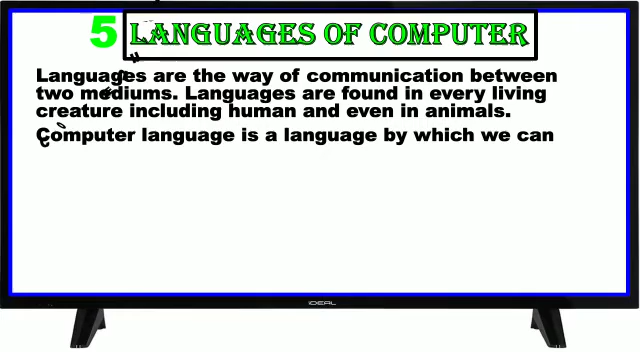 5 LANGUAGES OF COMPUTER
Languages are the way of communication between
two mediums. Languages are found in every living
creature including human and even in animals.
Computer language is a language by which we can
iDEAL